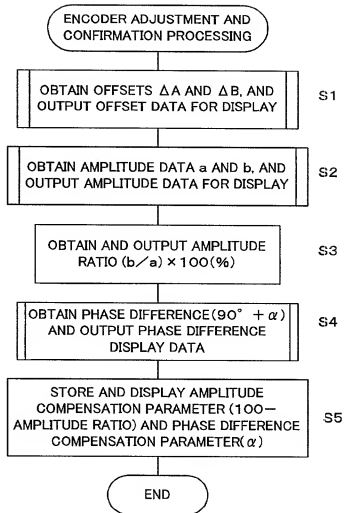 ENCODER ADJUSTMENT AND
CONFIRMATION PROCESSING
OBTAIN OFFSETS ΔA AND ΔB, AND
OUTPUT OFFSET DATA FOR DISPLAY
S1
OBTAIN AMPLITUDE DATA a AND b, AND
OUTPUT AMPLITUDE DATA FOR DISPLAY
S2
OBTAIN AND OUTPUT AMPLITUDE
RATIO (b/a)×100(%)
S3
OBTAIN PHASE DIFFERENCE(90° +α)
AND OUTPUT PHASE DIFFERENCE
DISPLAY DATA
S4
STORE AND DISPLAY AMPLITUDE
COMPENSATION PARAMETER (100−
AMPLITUDE RATIO) AND PHASE DIFFERENCE
COMPENSATION PARAMETER(α)
S5
END